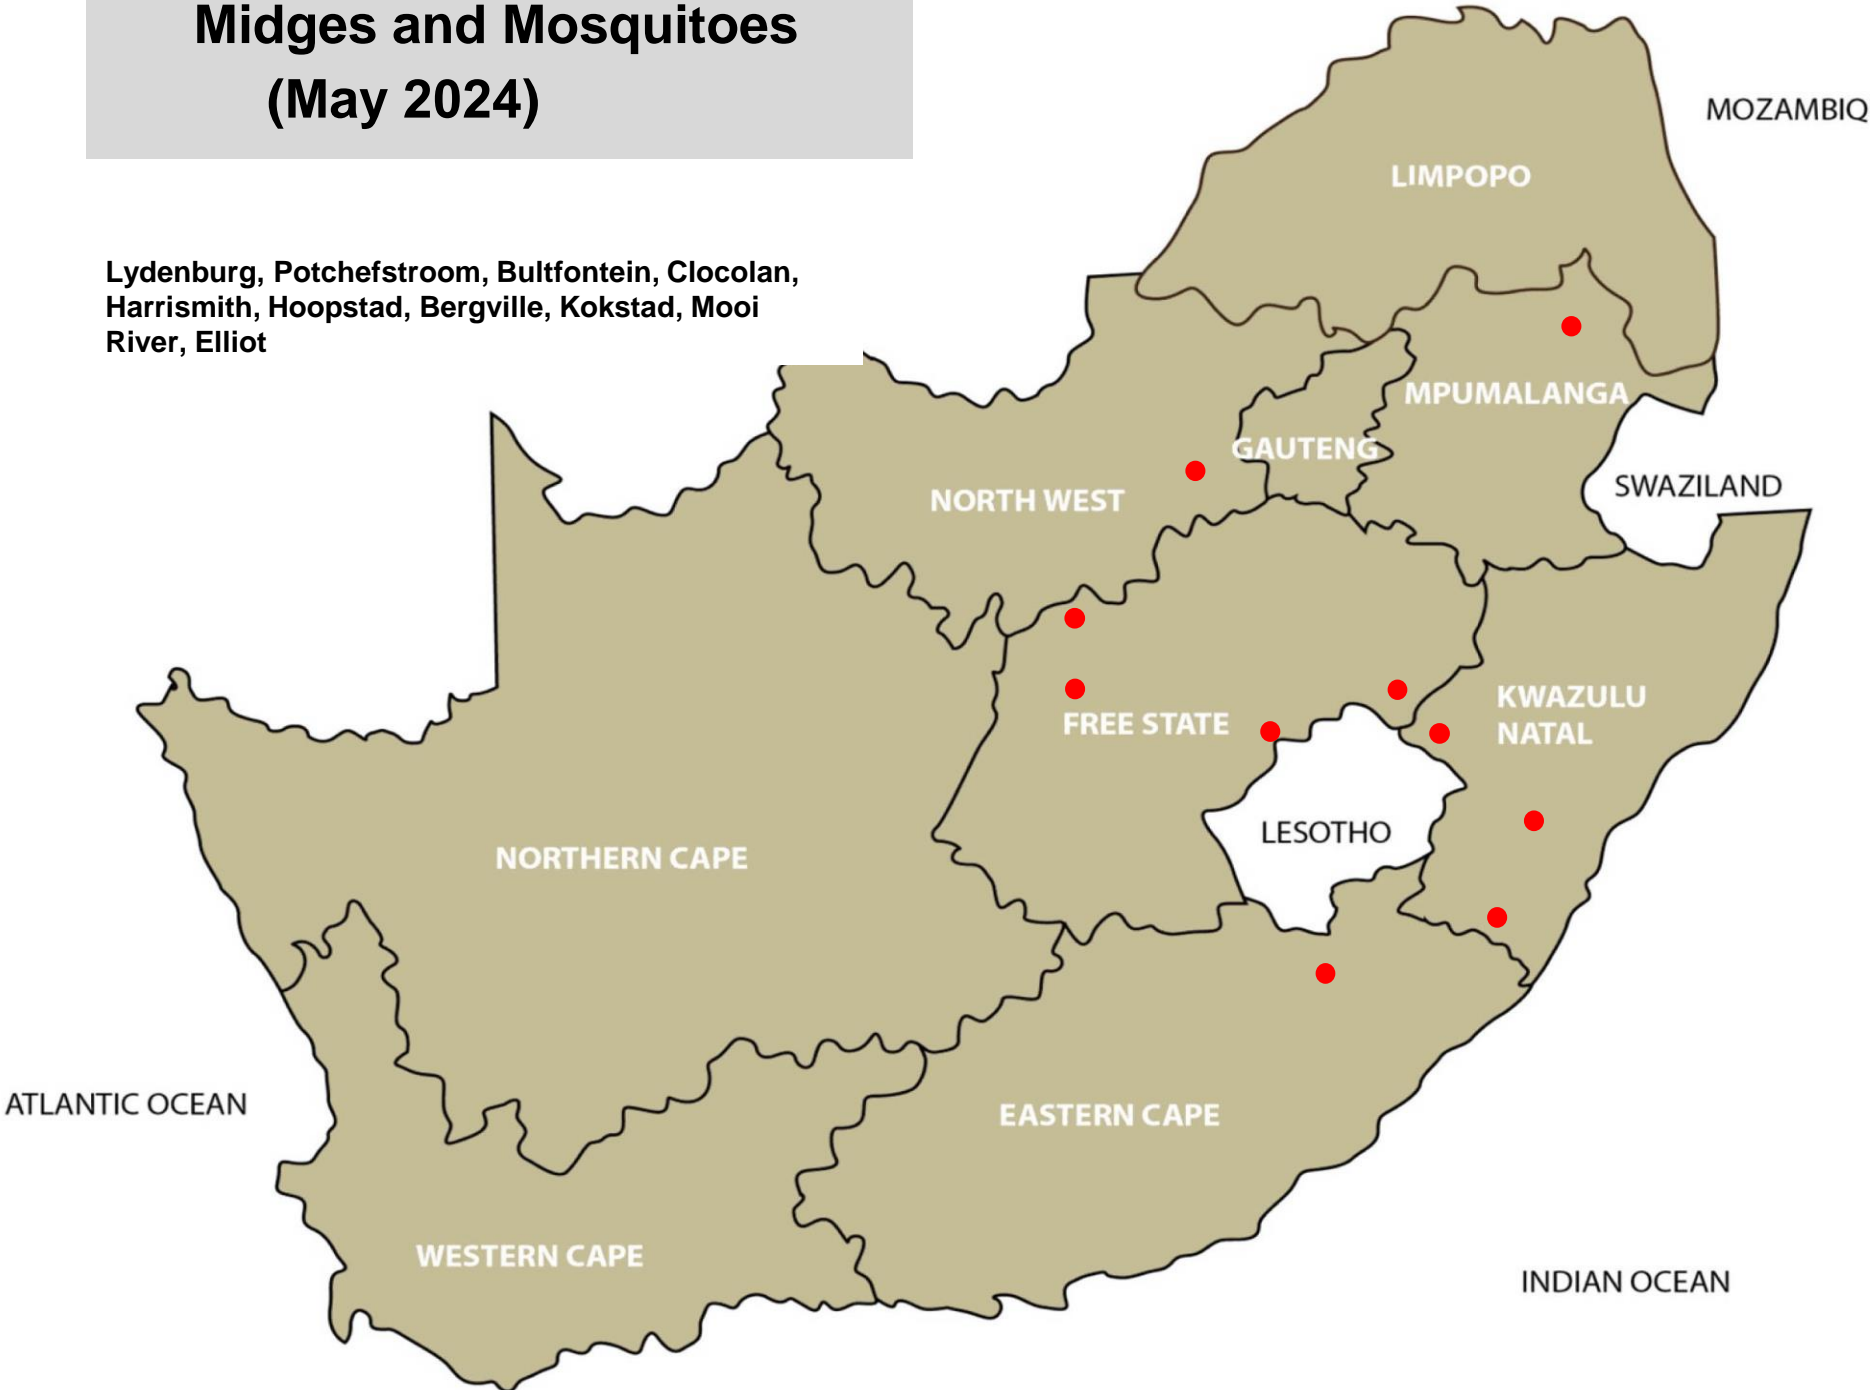 Midges and Mosquitoes
(May 2024)
MOZAMBIQ
LIMPOPO
Lydenburg, Potchefstroom, Bultfontein, Clocolan,
Harrismith, Hoopstad, Bergville, Kokstad, Mooi
River, Elliot
MPUMALANGA
GAUTENG
SWAZILAND
NORTH WEST
KWAZULU
NATAL
FREE STATE
LESOTHO
NORTHERN CAPE
ATLANTIC OCEAN
EASTERN CAPE
WESTERN CAPE
INDIAN OCEAN